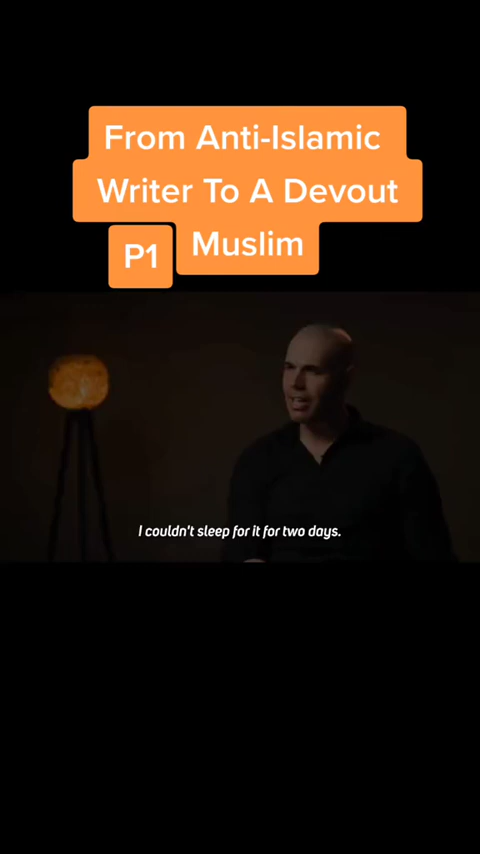 From Anti-Islamic
Writer To A Devout
Muslim
P1
I couldn't sleep for it for two days.